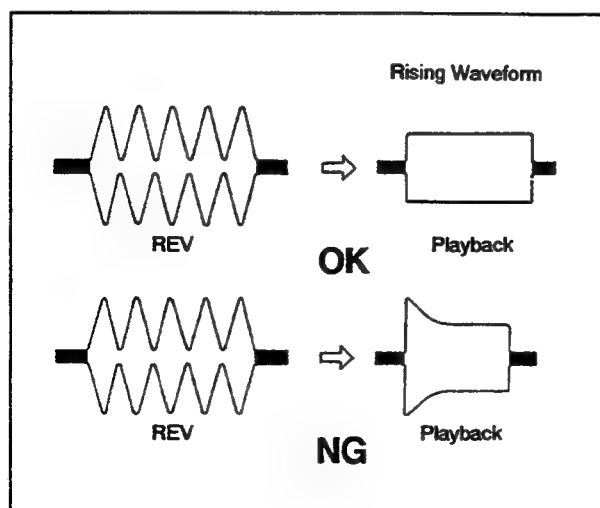 Rising Waveform
REV
OK
Playback
REV
NG
Playback